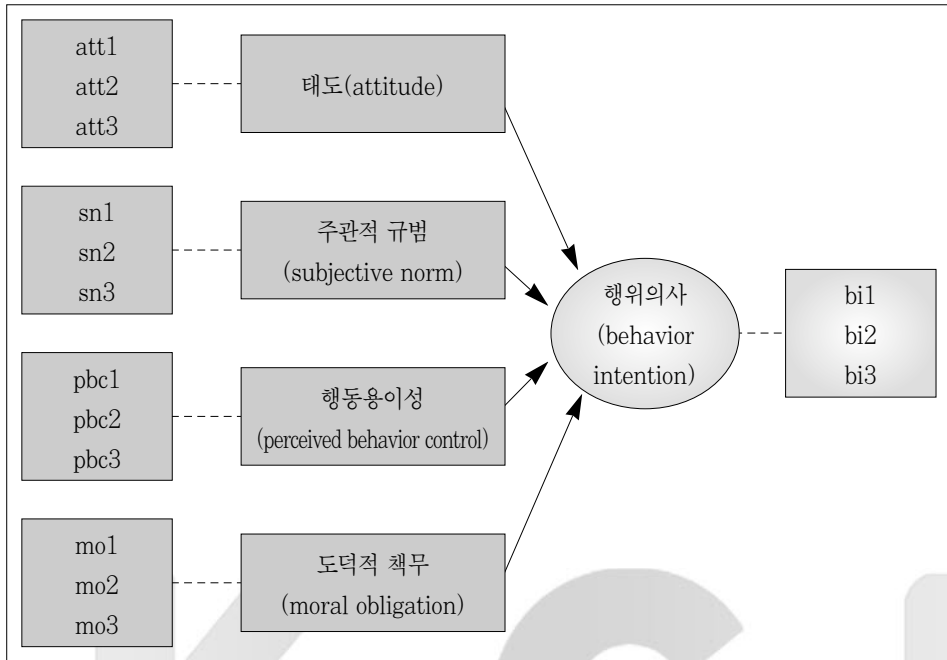 att1
att2
att3
태도(attitude)
sn1
sn2
sn3
주관적 규범
(subjective norm)
pbc1
pbc2
pbc3
행동용이성
(perceived behavior control)
mo1
mo2
mo3
도덕적 책무
(moral obligation)
행위의사
(behavior
intention)
bi1
bi2
bi3